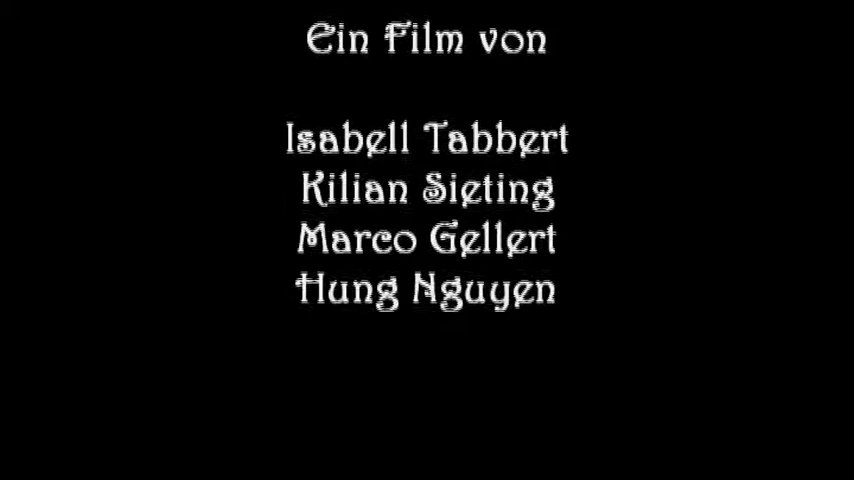 Ein Film von
Isabell Tabbert
Kilian Sieting
Marco Gellert
Hung Nguyen